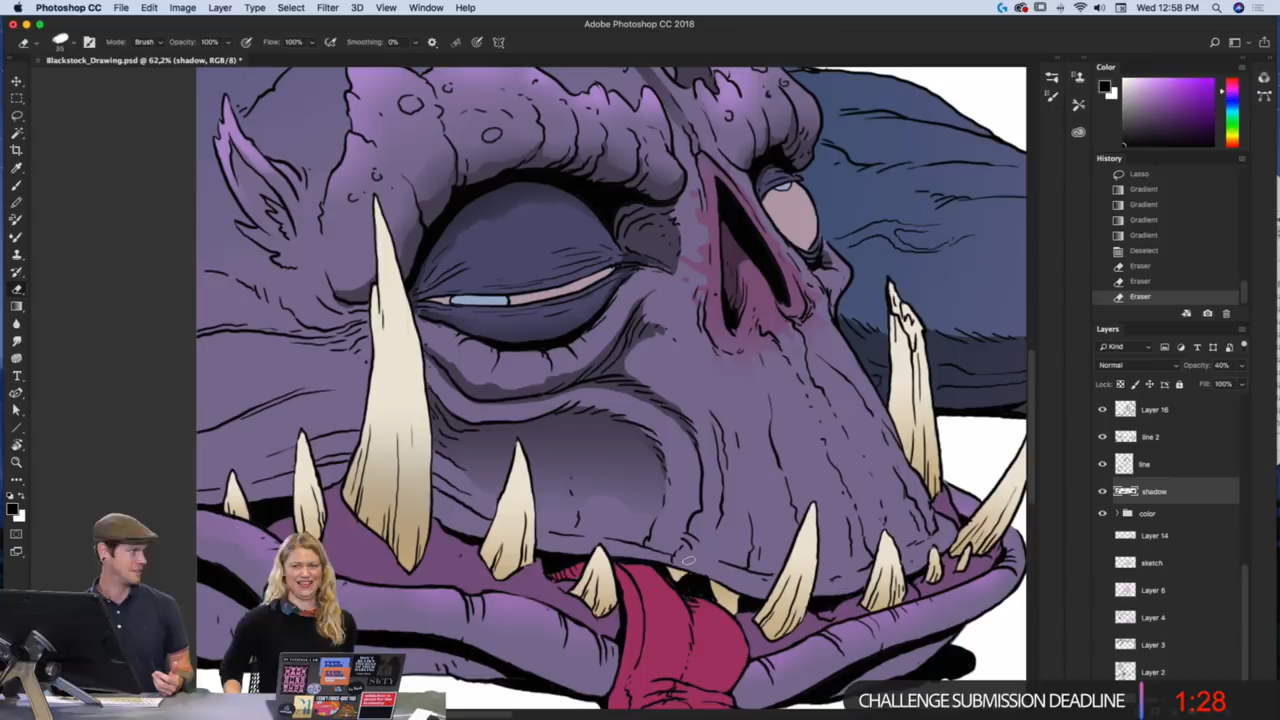 Photoshop CC File Edit Image Layer Type Select Filter 3D View Window Help
Wed 12:58 PM
Adobe Photoshop CC 2018
35
Mode: Brush Opacity: 100% Flow: 100% Smoothing: 0%
Blackstock_Drawing.psd @ 62,2% (shadow, RGB/8) *
Color
History
Lasso
Gradient
Gradient
Gradient
Gradient
Deselect
Eraser
Eraser
Eraser
Layers
Kind
Normal Opacity: 40%
Lock: Fill: 100%
Layer 16
line 2
line
shadow
color
Layer 14
sketch
Layer 6
Layer 4
Layer 3
Layer 2
CHALLENGE SUBMISSION DEADLINE 1:28